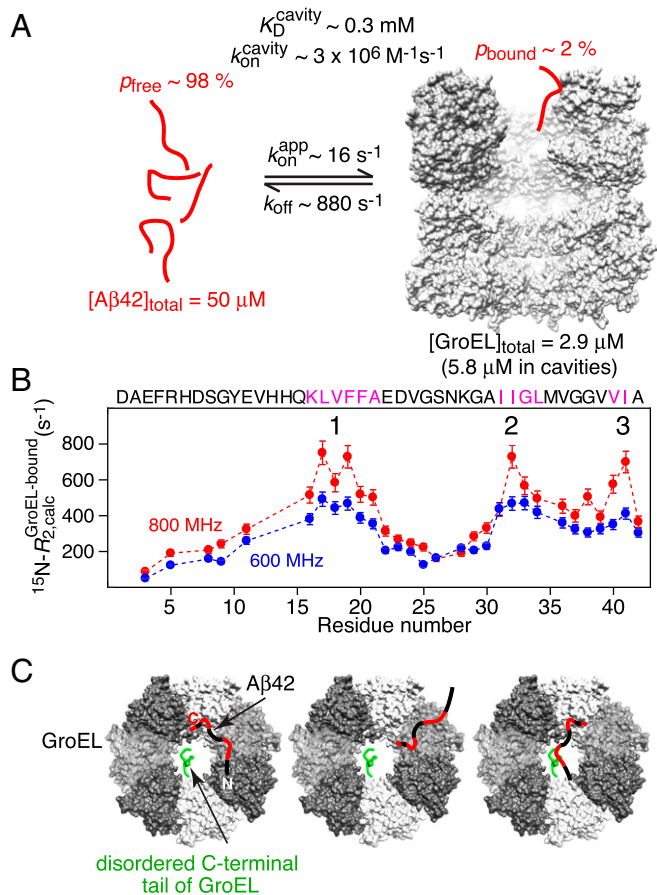 A
K_D^cavity ~ 0.3 mM
k_on^cavity ~ 3 x 10^6 M^-1s^-1
p_bound ~ 2 %
p_free ~ 98 %
k_on^app ~ 16 s^-1
k_off ~ 880 s^-1
[Aβ42]_total = 50 μM
[GroEL]_total = 2.9 μM
(5.8 μM in cavities)
B
DAEFRHDSGYEVHHQKLVFFAEDVGSNKGAIIGLMVGGVVIA
1 2 3
800
600
400
200
^15N-R_2,calc^GroEL-bound (s^-1)
800 MHz
600 MHz
5 10 15 20 25 30 35 40
Residue number
C
Aβ42
GroEL
C
N
disordered C-terminal
tail of GroEL